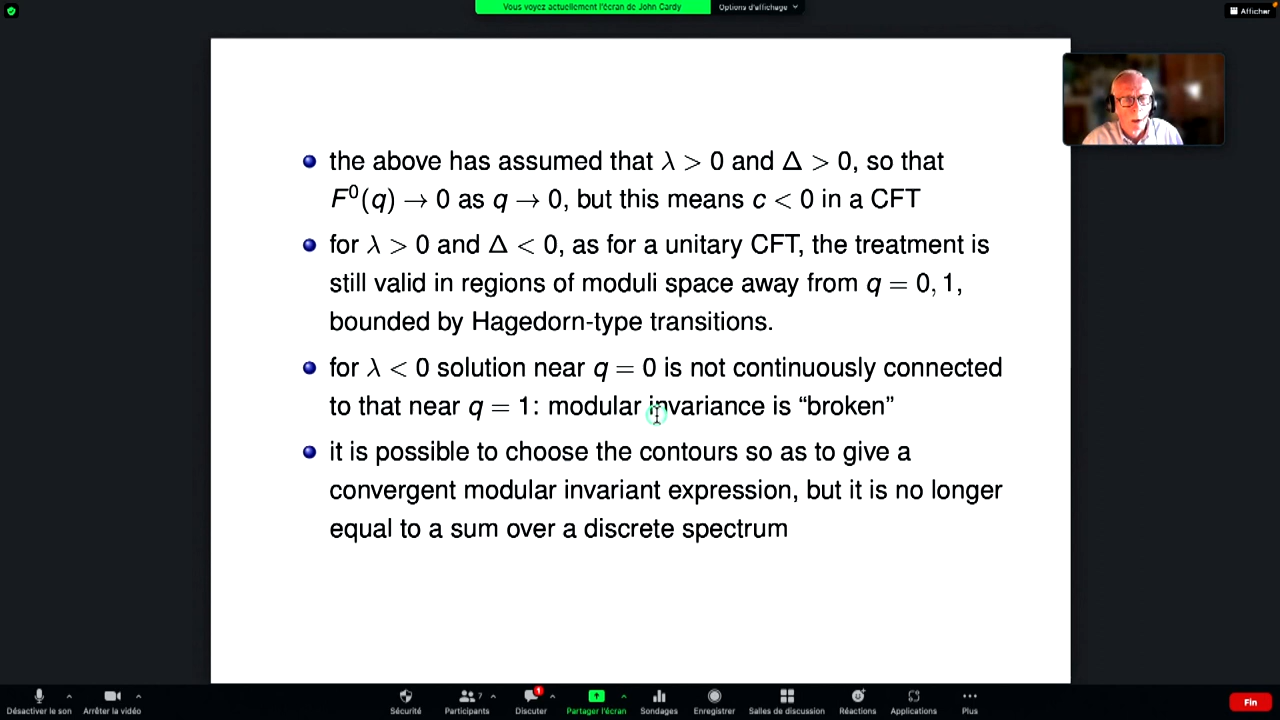 Vous voyez actuellement l'écran de John Cardy
Options d'affichage
Afficher
the above has assumed that λ > 0 and Δ > 0, so that
F⁰(q) → 0 as q → 0, but this means c < 0 in a CFT
for λ > 0 and Δ < 0, as for a unitary CFT, the treatment is
still valid in regions of moduli space away from q = 0, 1,
bounded by Hagedorn-type transitions.
for λ < 0 solution near q = 0 is not continuously connected
to that near q = 1: modular invariance is “broken”
it is possible to choose the contours so as to give a
convergent modular invariant expression, but it is no longer
equal to a sum over a discrete spectrum
7
1
Désactiver le son
Arrêter la vidéo
Sécurité
Participants
Discuter
Partager l'écran
Sondages
Enregistrer
Salles de discussion
Réactions
Applications
Plus
Fin